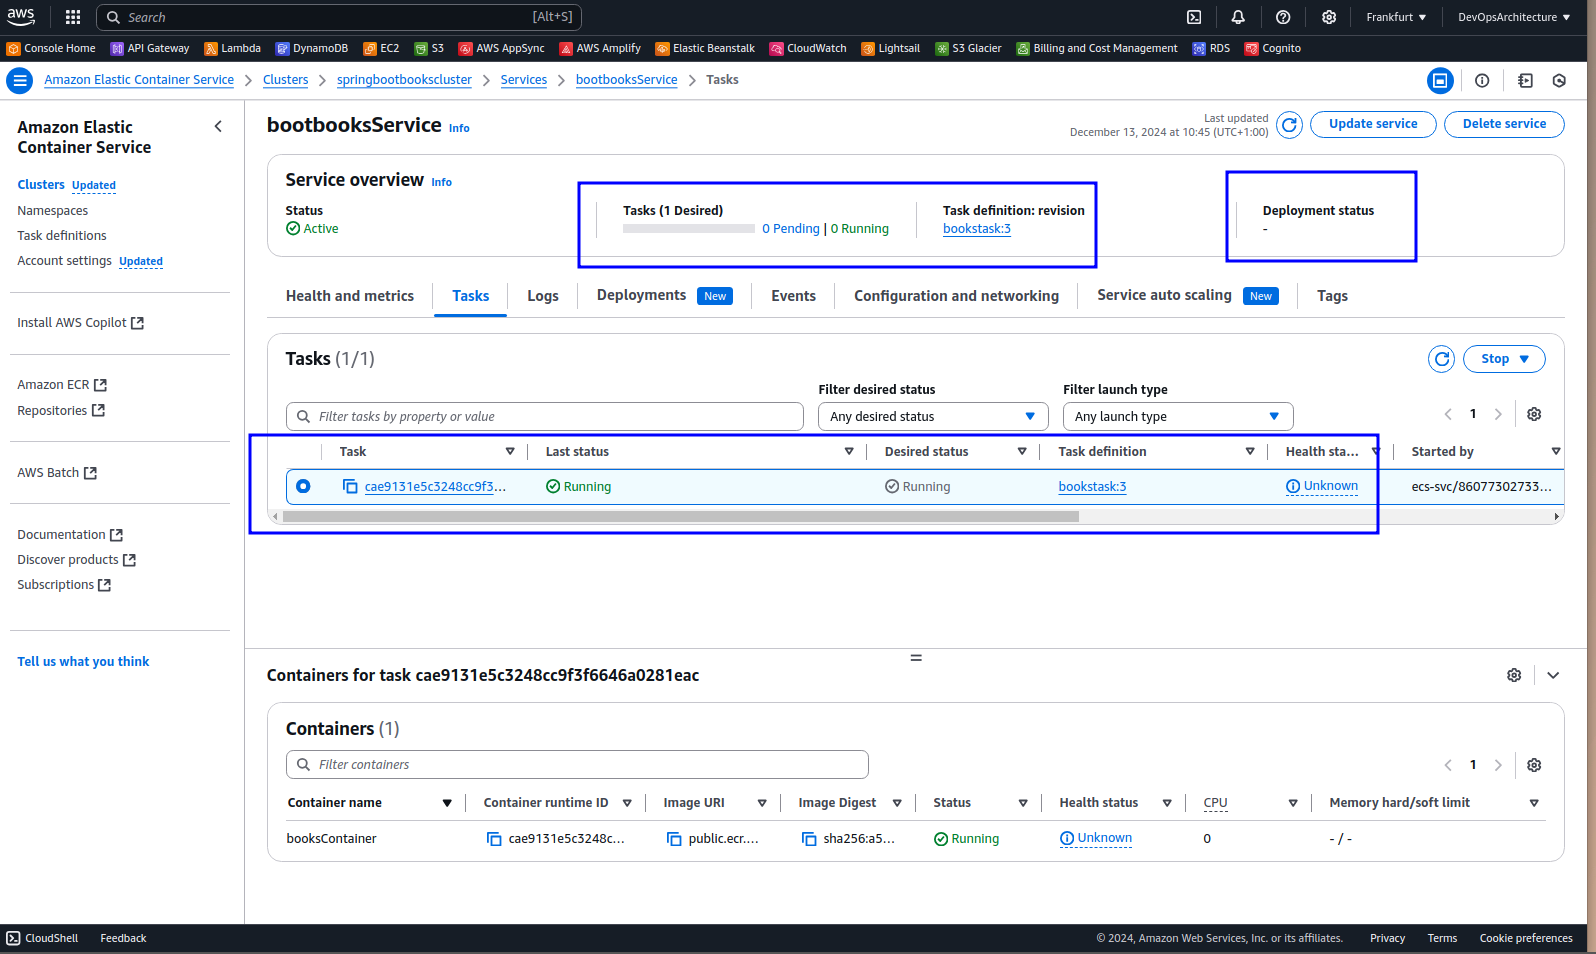 aws
Search [Alt+S]
Frankfurt
DevOpsArchitecture
Console Home API Gateway Lambda DynamoDB EC2 S3 AWS AppSync AWS Amplify Elastic Beanstalk CloudWatch Lightsail S3 Glacier Billing and Cost Management RDS Cognito
Amazon Elastic Container Service Clusters springbootbookscluster Services bootbooksService Tasks
Amazon Elastic
Container Service
Clusters Updated
Namespaces
Task definitions
Account settings Updated
Install AWS Copilot
Amazon ECR
Repositories
AWS Batch
Documentation
Discover products
Subscriptions
Tell us what you think
bootbooksService Info
Last updated
December 13, 2024 at 10:45 (UTC+1:00)
Update service
Delete service
Service overview Info
Status
Active
Tasks (1 Desired)
0 Pending | 0 Running
Task definition: revision
bookstask:3
Deployment status
-
Health and metrics Tasks Logs Deployments New Events Configuration and networking Service auto scaling New Tags
Tasks (1/1)
Stop
Filter desired status
Filter launch type
Filter tasks by property or value
Any desired status
Any launch type
1
Task Last status Desired status Task definition Health sta... Started by
cae9131e5c3248cc9f3... Running Running bookstask:3 Unknown ecs-svc/86077302733...
Containers for task cae9131e5c3248cc9f3f6646a0281eac
Containers (1)
Filter containers
1
Container name Container runtime ID Image URI Image Digest Status Health status CPU Memory hard/soft limit
booksContainer cae9131e5c3248c... public.ecr.... sha256:a5... Running Unknown 0 - / -
CloudShell Feedback
© 2024, Amazon Web Services, Inc. or its affiliates. Privacy Terms Cookie preferences